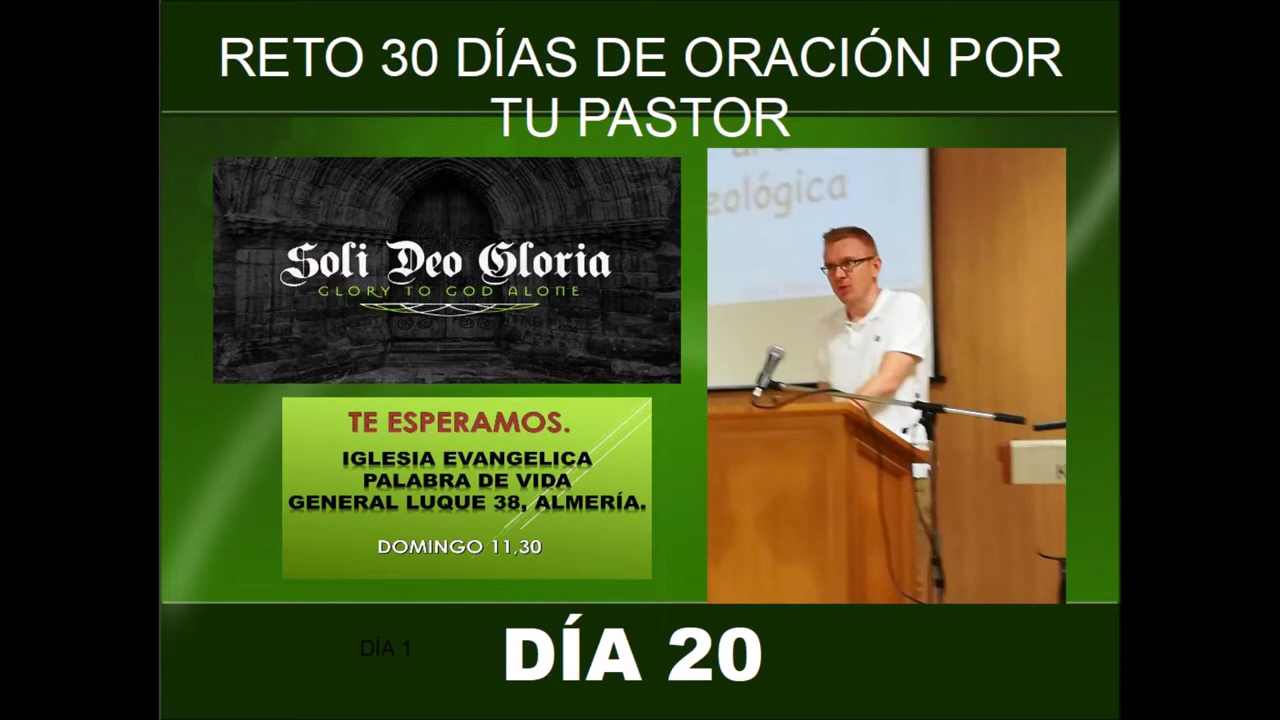 RETO 30 DÍAS DE ORACIÓN POR
TU PASTOR
eológica
Soli Deo Gloria
GLORY TO GOD ALONE
TE ESPERAMOS.
IGLESIA EVANGELICA
PALABRA DE VIDA
GENERAL LUQUE 38, ALMERÍA.
DOMINGO 11,30
DÍA 1
DÍA 20